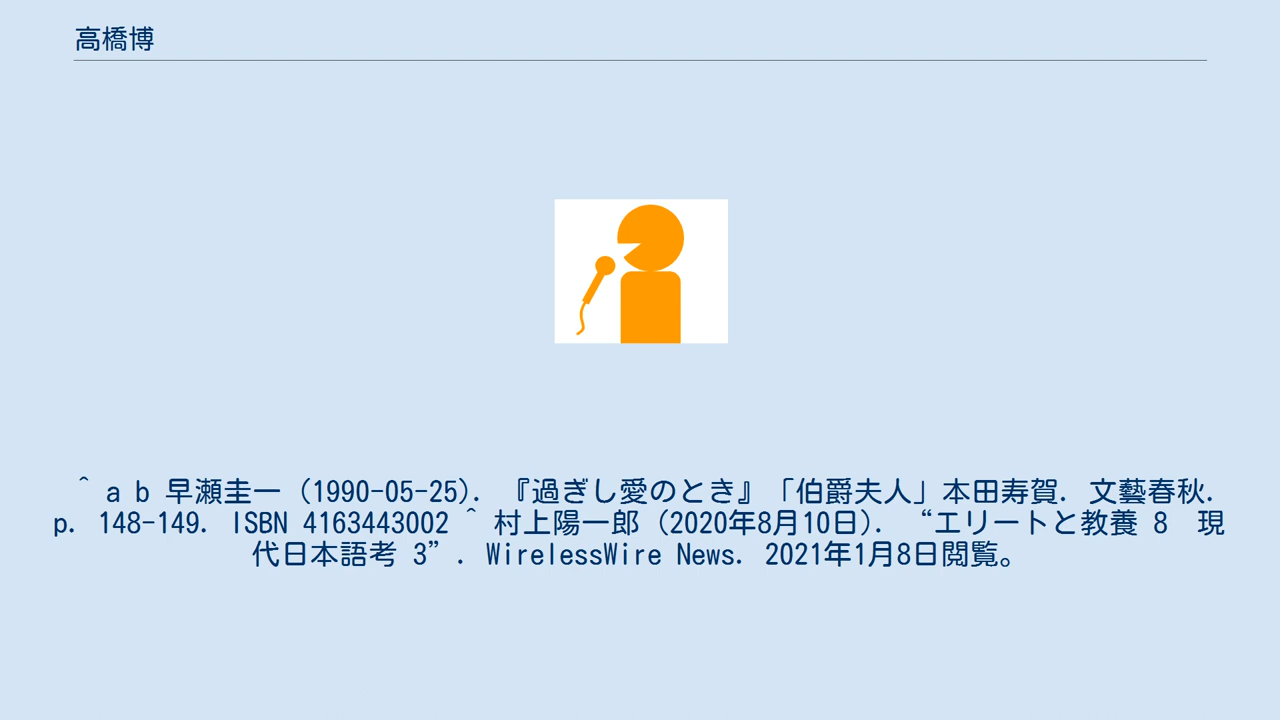 高橋博
^ a b 早瀬圭一 (1990-05-25). 『過ぎし愛のとき』「伯爵夫人」本田寿賀. 文藝春秋.
p. 148-149. ISBN 4163443002 ^ 村上陽一郎 (2020年8月10日). “エリートと教養 8　現
代日本語考 3”. WirelessWire News. 2021年1月8日閲覧。